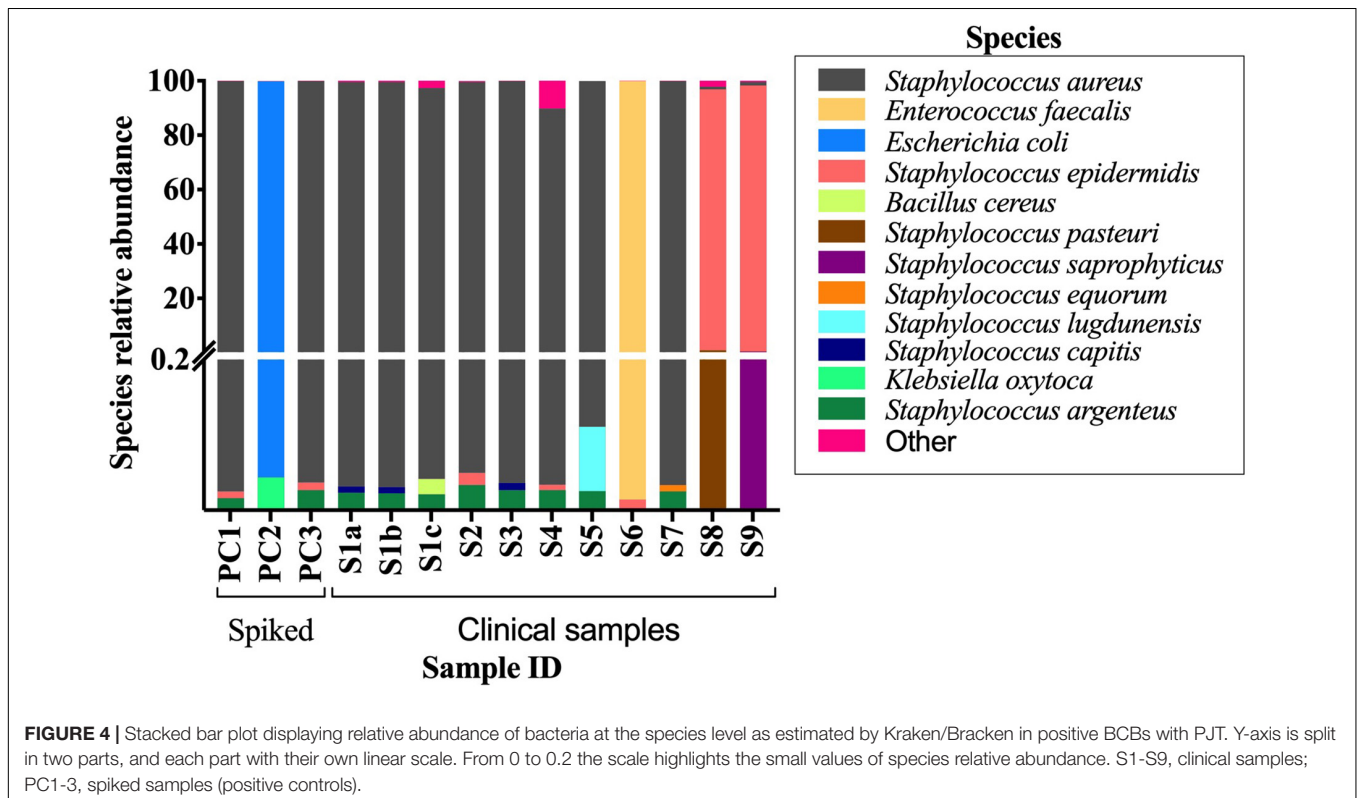 Species
Species relative abundance
100
80
60
40
20
0.2
Staphylococcus aureus
Enterococcus faecalis
Escherichia coli
Staphylococcus epidermidis
Bacillus cereus
Staphylococcus pasteuri
Staphylococcus saprophyticus
Staphylococcus equorum
Staphylococcus lugdunensis
Staphylococcus capitis
Klebsiella oxytoca
Staphylococcus argenteus
Other
PC1 PC2 PC3 S1a S1b S1c S2 S3 S4 S5 S6 S7 S8 S9
Spiked Clinical samples
Sample ID
FIGURE 4 | Stacked bar plot displaying relative abundance of bacteria at the species level as estimated by Kraken/Bracken in positive BCBs with PJT. Y-axis is split
in two parts, and each part with their own linear scale. From 0 to 0.2 the scale highlights the small values of species relative abundance. S1-S9, clinical samples;
PC1-3, spiked samples (positive controls).